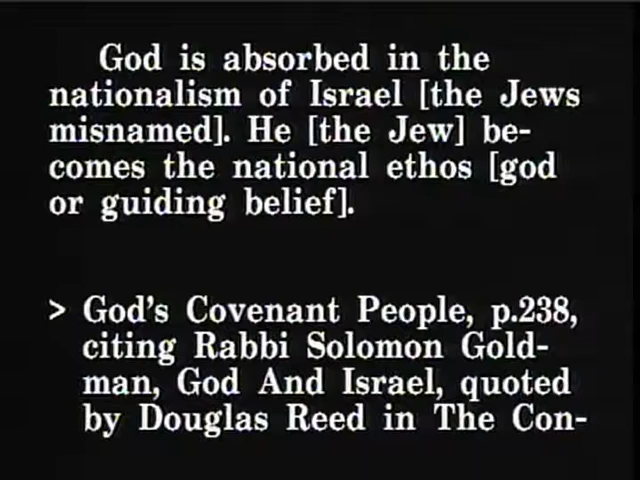 God is absorbed in the
nationalism of Israel [the Jews
misnamed]. He [the Jew] be-
comes the national ethos [god
or guiding belief].
> God's Covenant People, p.238,
citing Rabbi Solomon Gold-
man, God And Israel, quoted
by Douglas Reed in The Con-